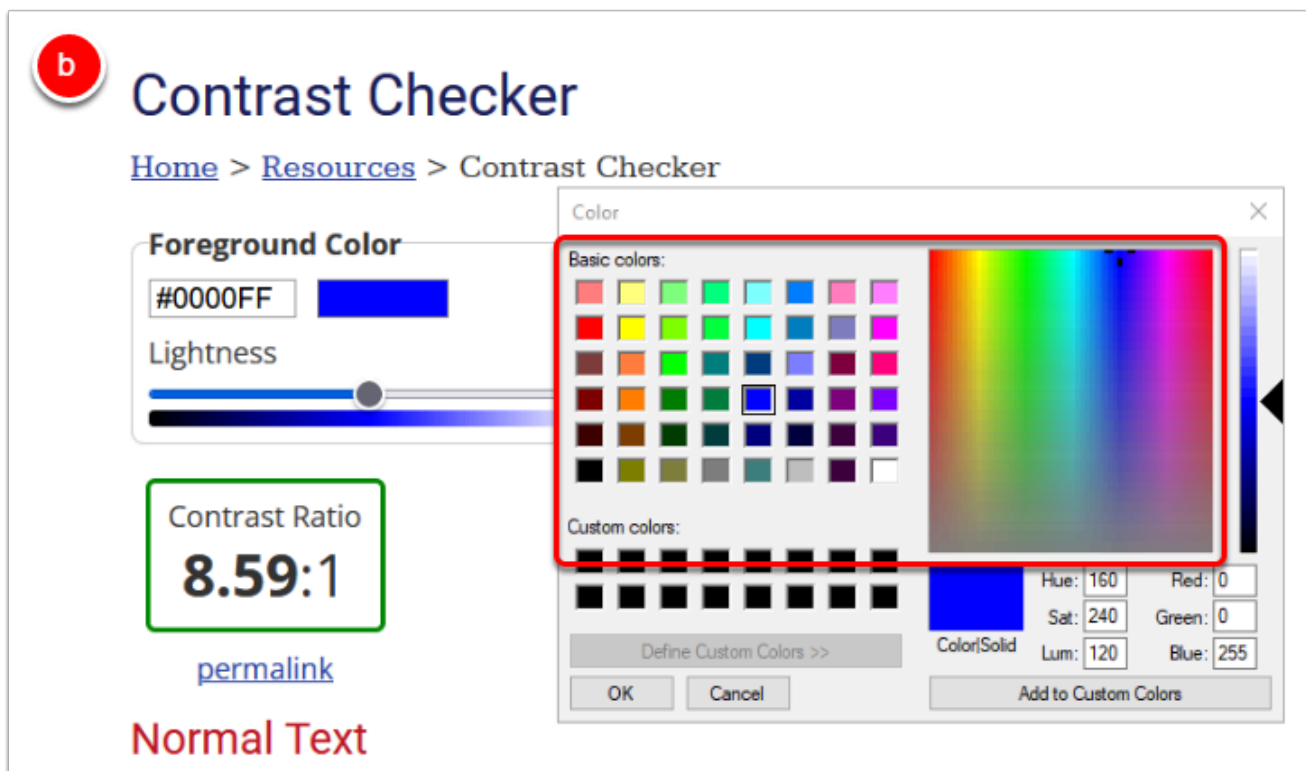 b
Contrast Checker
Home > Resources > Contrast Checker
Foreground Color
#0000FF
Lightness
Contrast Ratio
8.59:1
permalink
Normal Text
Color
Basic colors:
Custom colors:
Define Custom Colors >>
OK Cancel
Color|Solid
Hue: 160 Red: 0
Sat: 240 Green: 0
Lum: 120 Blue: 255
Add to Custom Colors